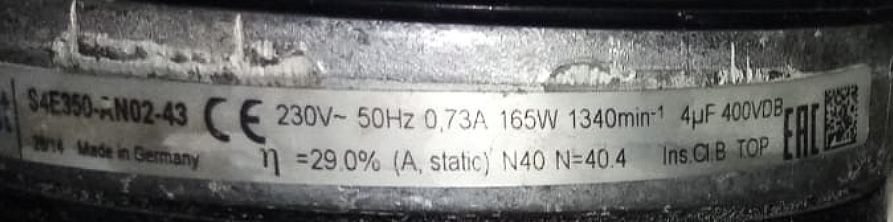 S4E350-AN02-43 CE 230V~ 50Hz 0,73A 165W 1340min-1 4µF 400VDB EAC
Made in Germany η =29.0% (A, static) N40 N=40.4 Ins.Cl.B TOP